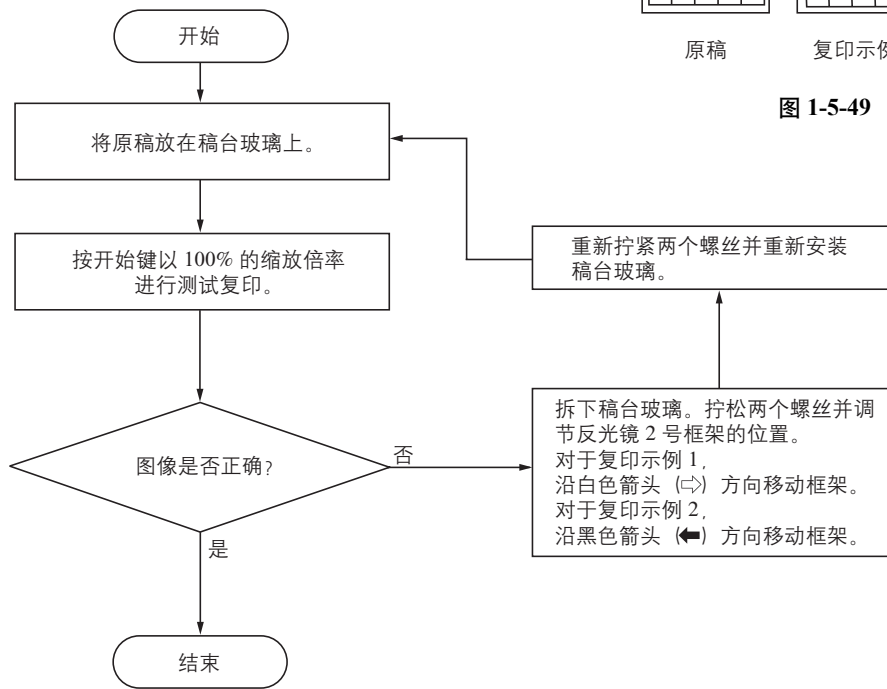 开始
原稿
复印示
图 1-5-49
将原稿放在稿台玻璃上。
按开始键以 100% 的缩放倍率
进行测试复印。
重新拧紧两个螺丝并重新安装
稿台玻璃。
图像是否正确?
否
拆下稿台玻璃。拧松两个螺丝并调
节反光镜 2 号框架的位置。
对于复印示例 1,
沿白色箭头 (⇨) 方向移动框架。
对于复印示例 2,
沿黑色箭头 (⬅) 方向移动框架。
是
结束